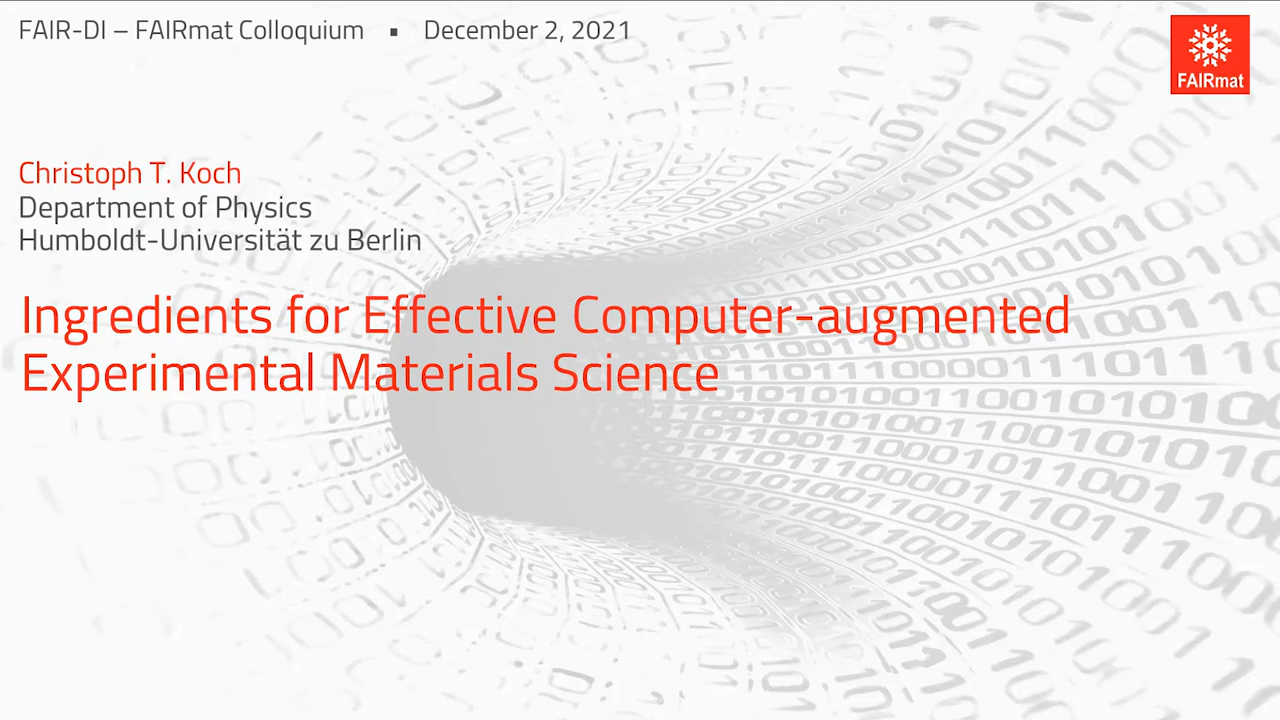 FAIR-DI – FAIRmat Colloquium ▪ December 2, 2021
FAIRmat
Christoph T. Koch
Department of Physics
Humboldt-Universität zu Berlin
Ingredients for Effective Computer-augmented
Experimental Materials Science